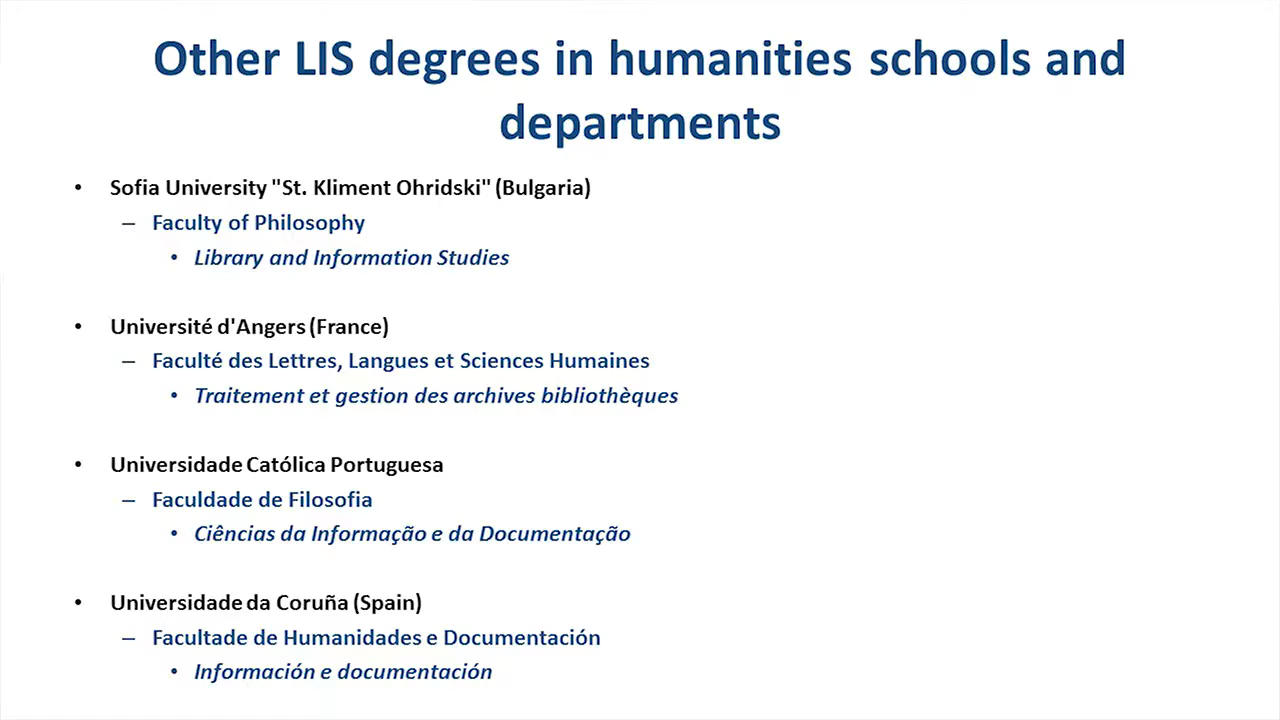 Other LIS degrees in humanities schools and
departments
• Sofia University "St. Kliment Ohridski" (Bulgaria)
– Faculty of Philosophy
• Library and Information Studies
• Université d'Angers (France)
– Faculté des Lettres, Langues et Sciences Humaines
• Traitement et gestion des archives bibliothèques
• Universidade Católica Portuguesa
– Faculdade de Filosofia
• Ciências da Informação e da Documentação
• Universidade da Coruña (Spain)
– Facultade de Humanidades e Documentación
• Información e documentación